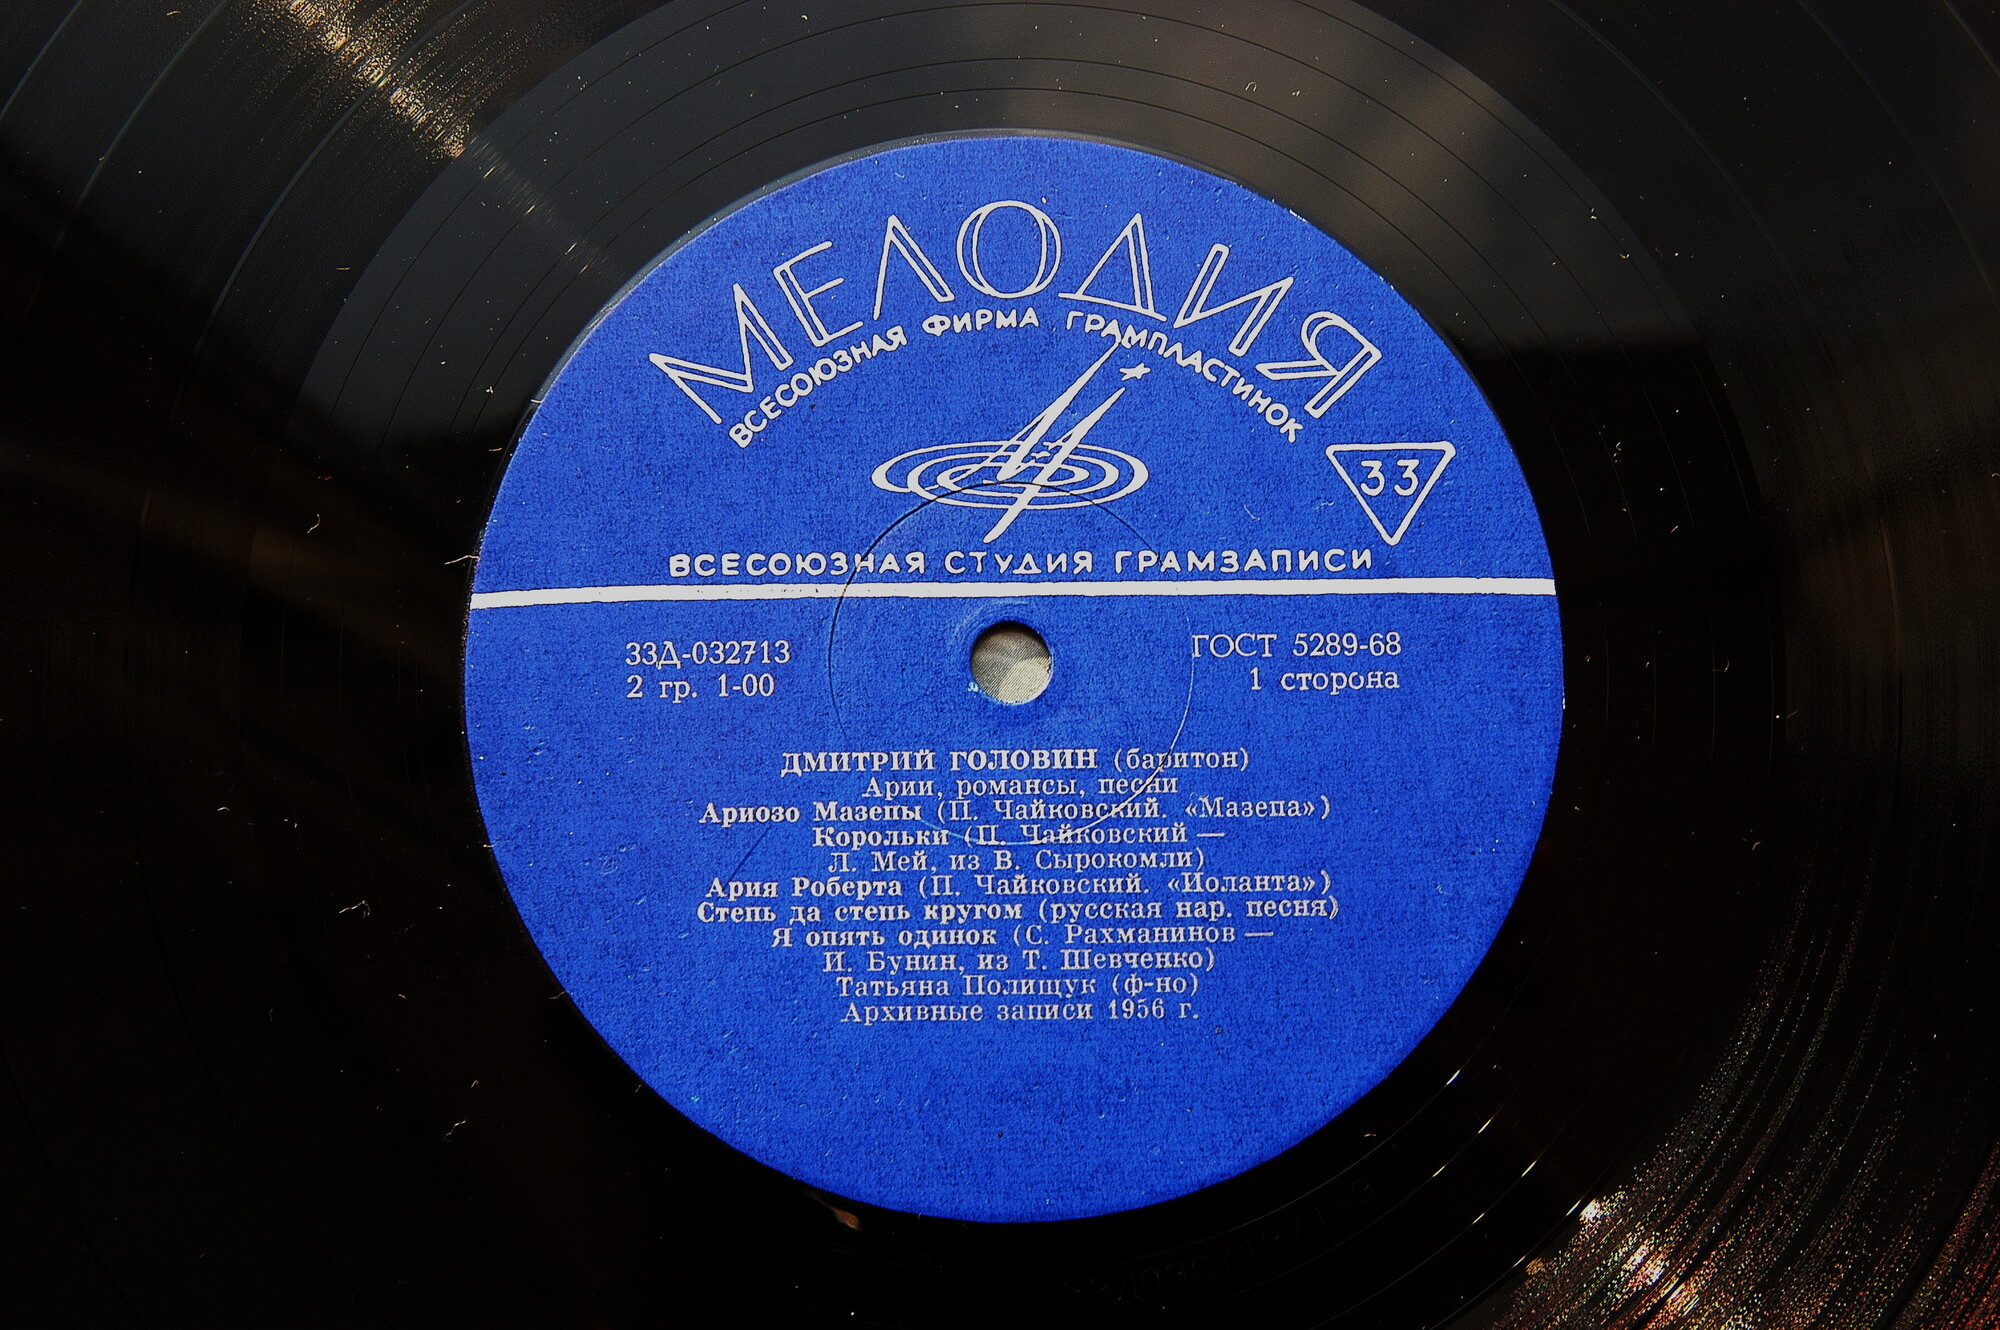 МЕЛОДИЯ
ВСЕСОЮЗНАЯ ФИРМА ГРАМПЛАСТИНОК
33
ВСЕСОЮЗНАЯ СТУДИЯ ГРАМЗАПИСИ
33Д-032713
2 гр. 1-00
ГОСТ 5289-68
1 сторона
ДМИТРИЙ ГОЛОВИН (баритон)
Арии, романсы, песни
Ариозо Мазепы (П. Чайковский. «Мазепа»)
Корольки (П. Чайковский —
Л. Мей, из В. Сырокомли)
Ария Роберта (П. Чайковский. «Иоланта»)
Степь да степь кругом (русская нар. песня)
Я опять одинок (С. Рахманинов —
И. Бунин, из Т. Шевченко)
Татьяна Полищук (ф-но)
Архивные записи 1956 г.